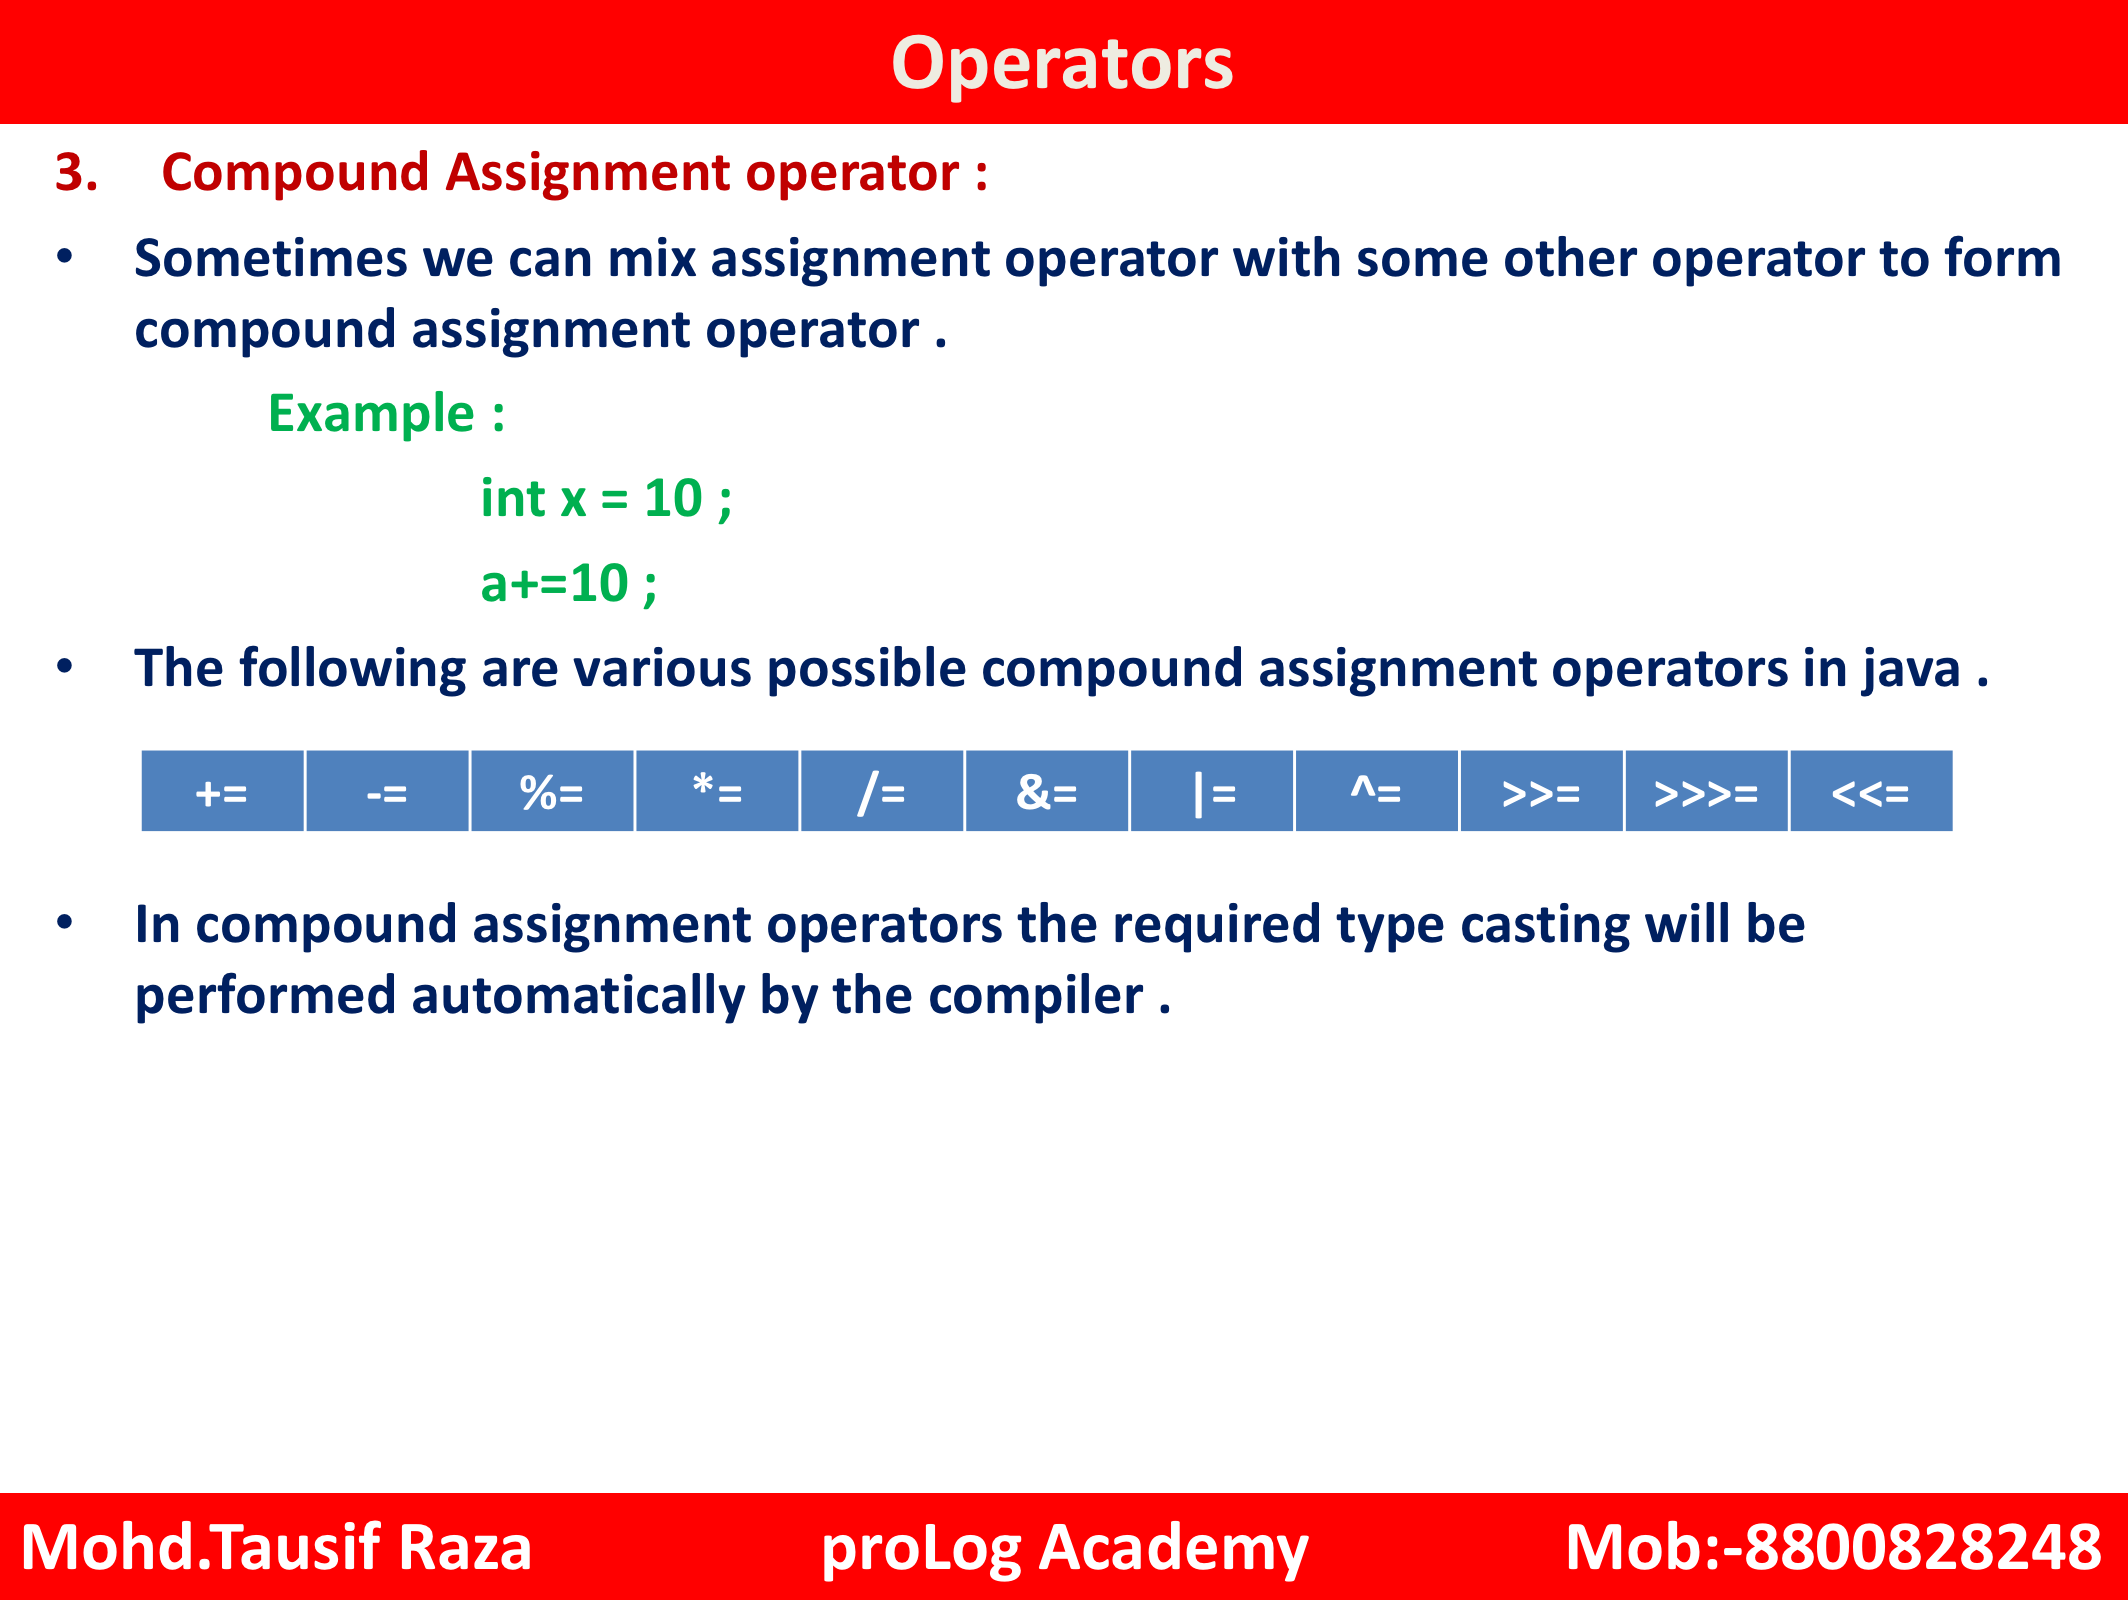 Operators
3. Compound Assignment operator :
• Sometimes we can mix assignment operator with some other operator to form
compound assignment operator .
Example :
int x = 10 ;
a+=10 ;
• The following are various possible compound assignment operators in java .
+= -= %= *= /= &= |= ^= >>= >>>= <<=
• In compound assignment operators the required type casting will be
performed automatically by the compiler .
Mohd.Tausif Raza proLog Academy Mob:-8800828248